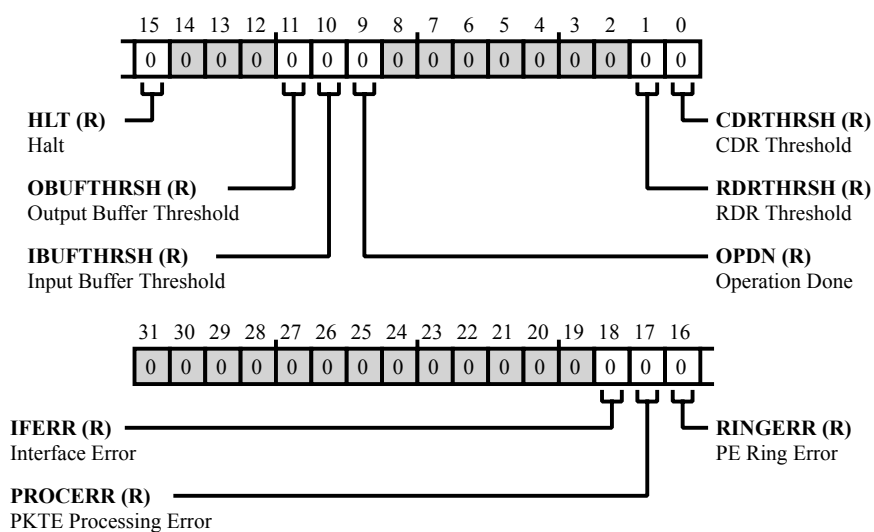 15 14 13 12 11 10 9 8 7 6 5 4 3 2 1 0
0 0 0 0 0 0 0 0 0 0 0 0 0 0 0 0
HLT (R)
Halt
OBUFTHRSH (R)
Output Buffer Threshold
IBUFTHRSH (R)
Input Buffer Threshold
CDRTHRSH (R)
CDR Threshold
RDRTHRSH (R)
RDR Threshold
OPDN (R)
Operation Done
31 30 29 28 27 26 25 24 23 22 21 20 19 18 17 16
0 0 0 0 0 0 0 0 0 0 0 0 0 0 0 0
IFERR (R)
Interface Error
PROCERR (R)
PKTE Processing Error
RINGERR (R)
PE Ring Error